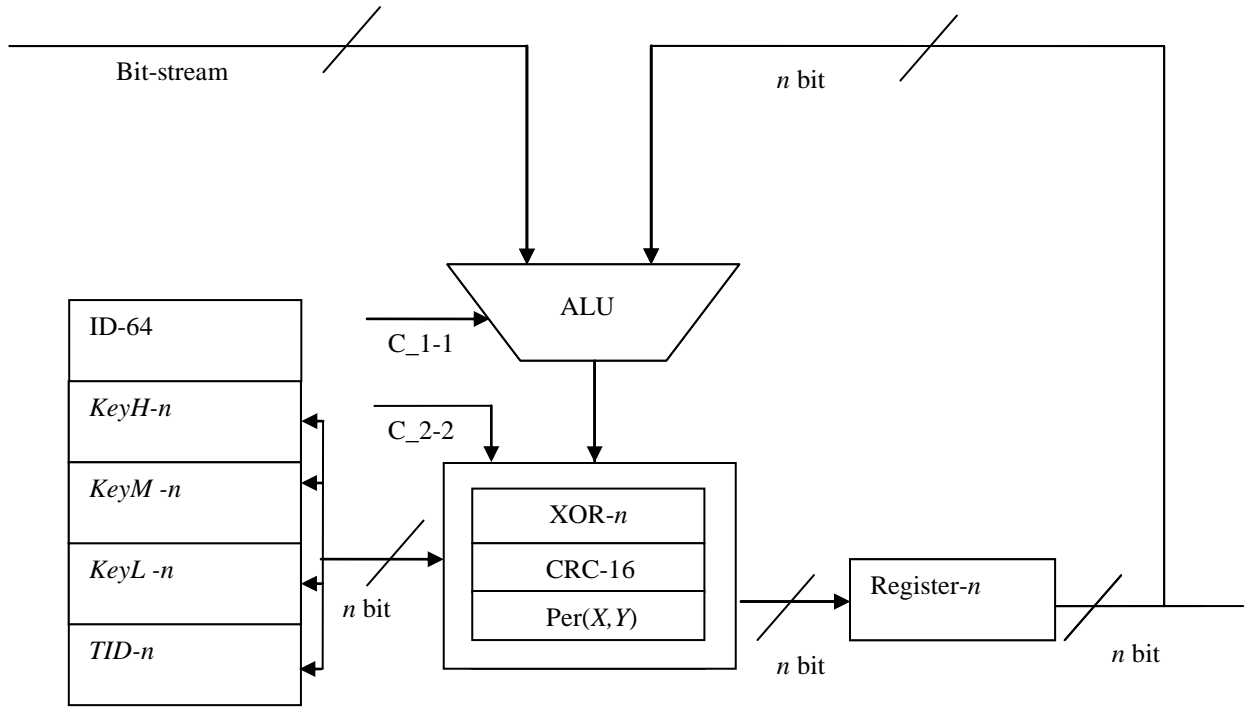 Bit-stream
n bit
ALU
C_1-1
C_2-2
ID-64
KeyH-n
KeyM -n
KeyL -n
TID-n
n bit
XOR-n
CRC-16
Per(X,Y)
n bit
Register-n
n bit